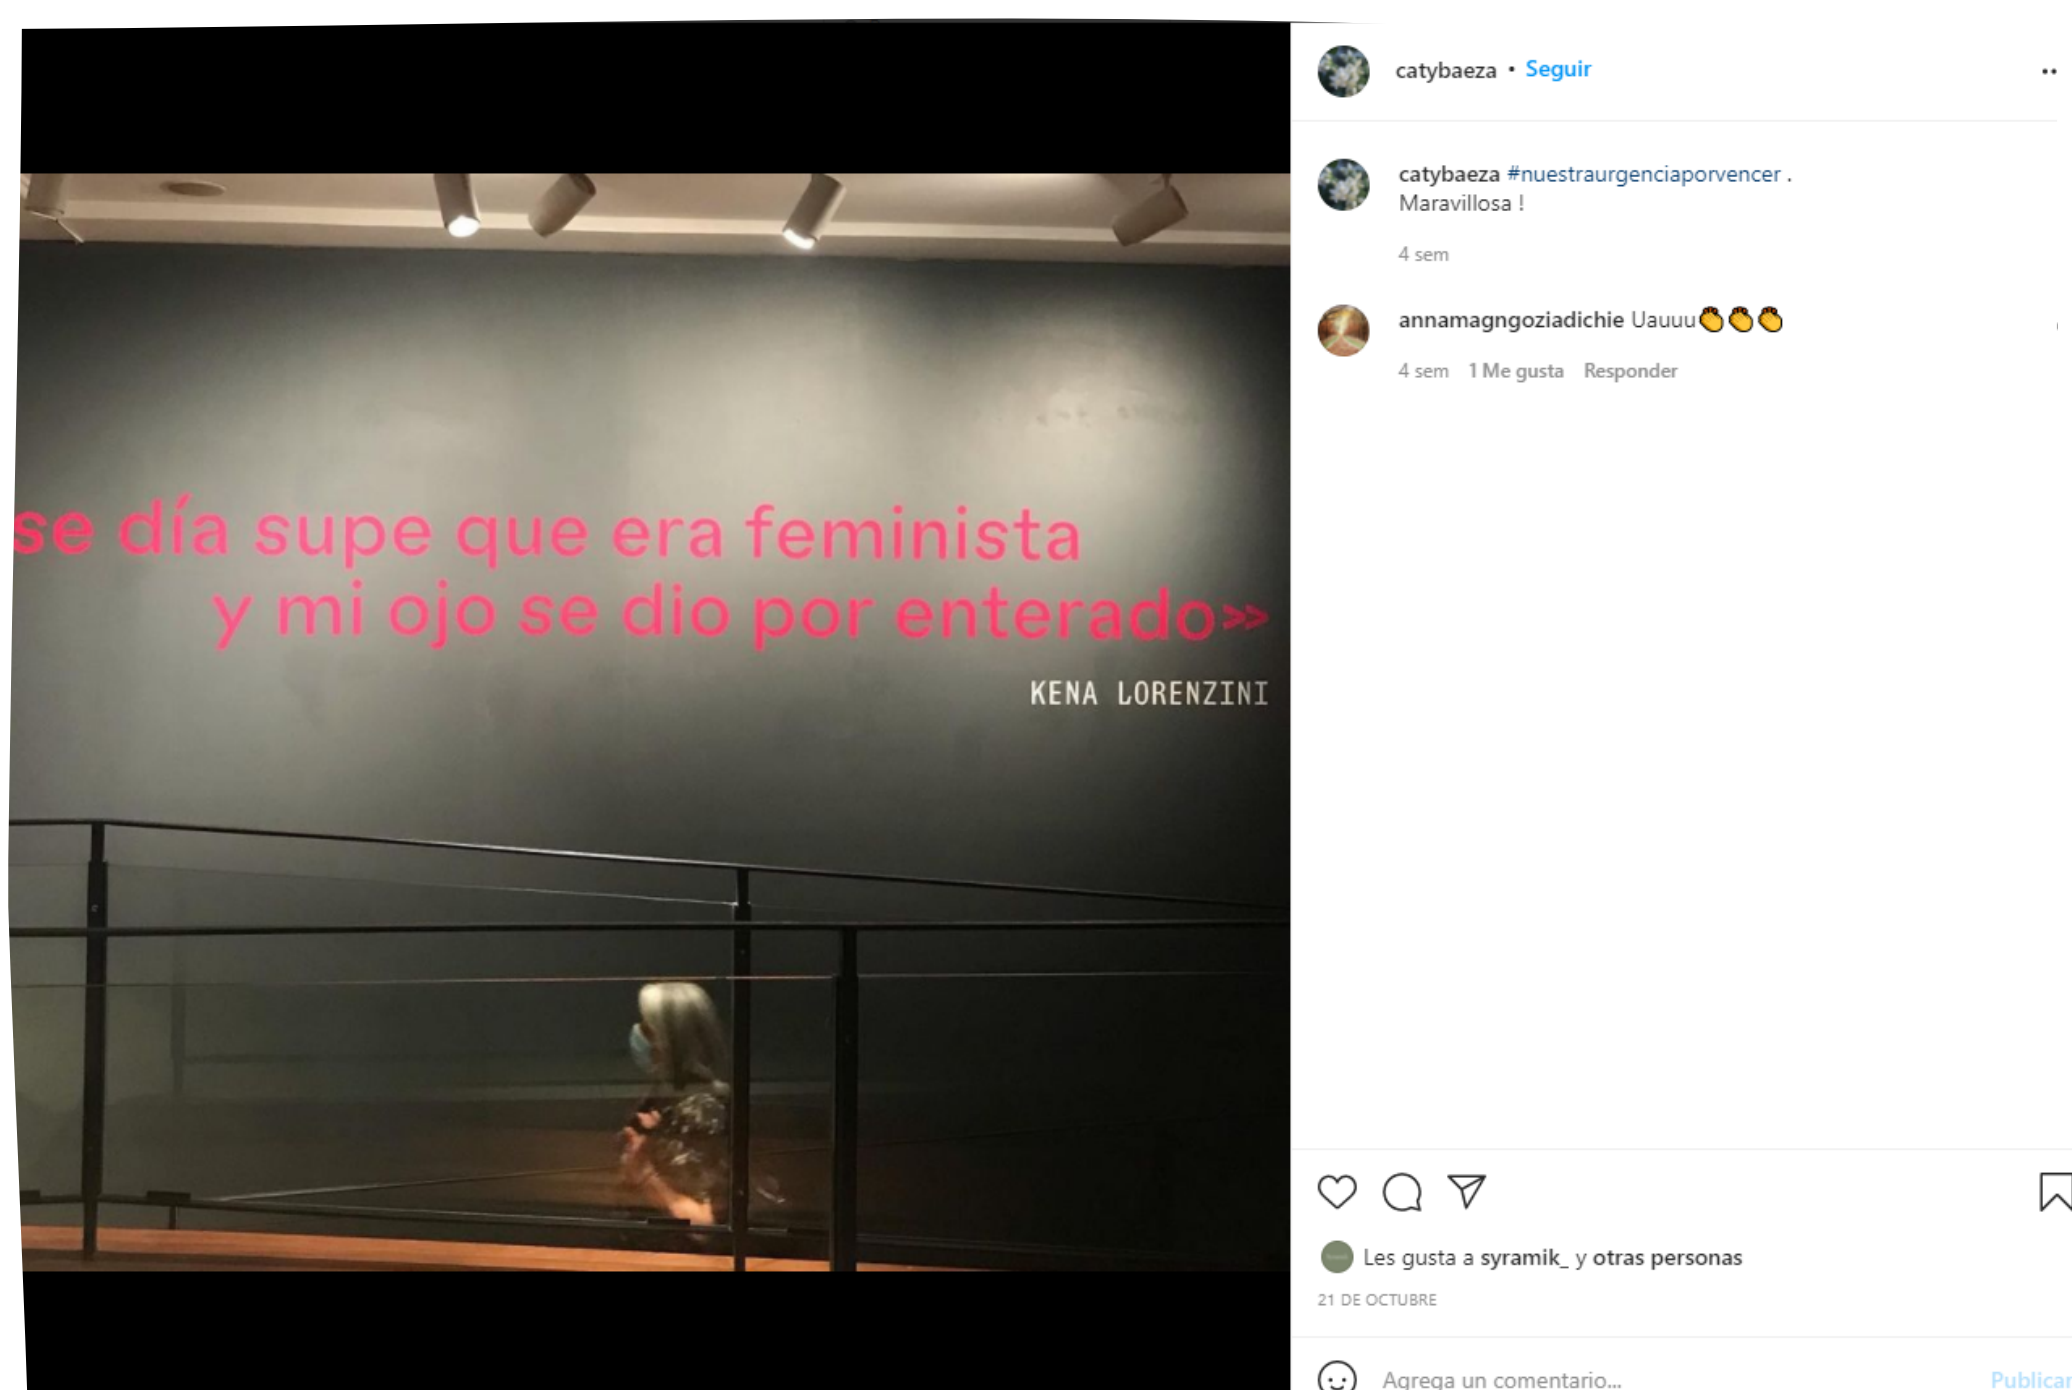 se día supe que era feminista
y mi ojo se dio por enterado»
KENA LORENZINI
catybaeza • Seguir
catybaeza #nuestraurgenciaporvencer .
Maravillosa !
4 sem
annamagngoziadichie Uauuu👏👏👏
4 sem 1 Me gusta Responder
Les gusta a syramik_ y otras personas
21 DE OCTUBRE
Agrega un comentario...
Publicar